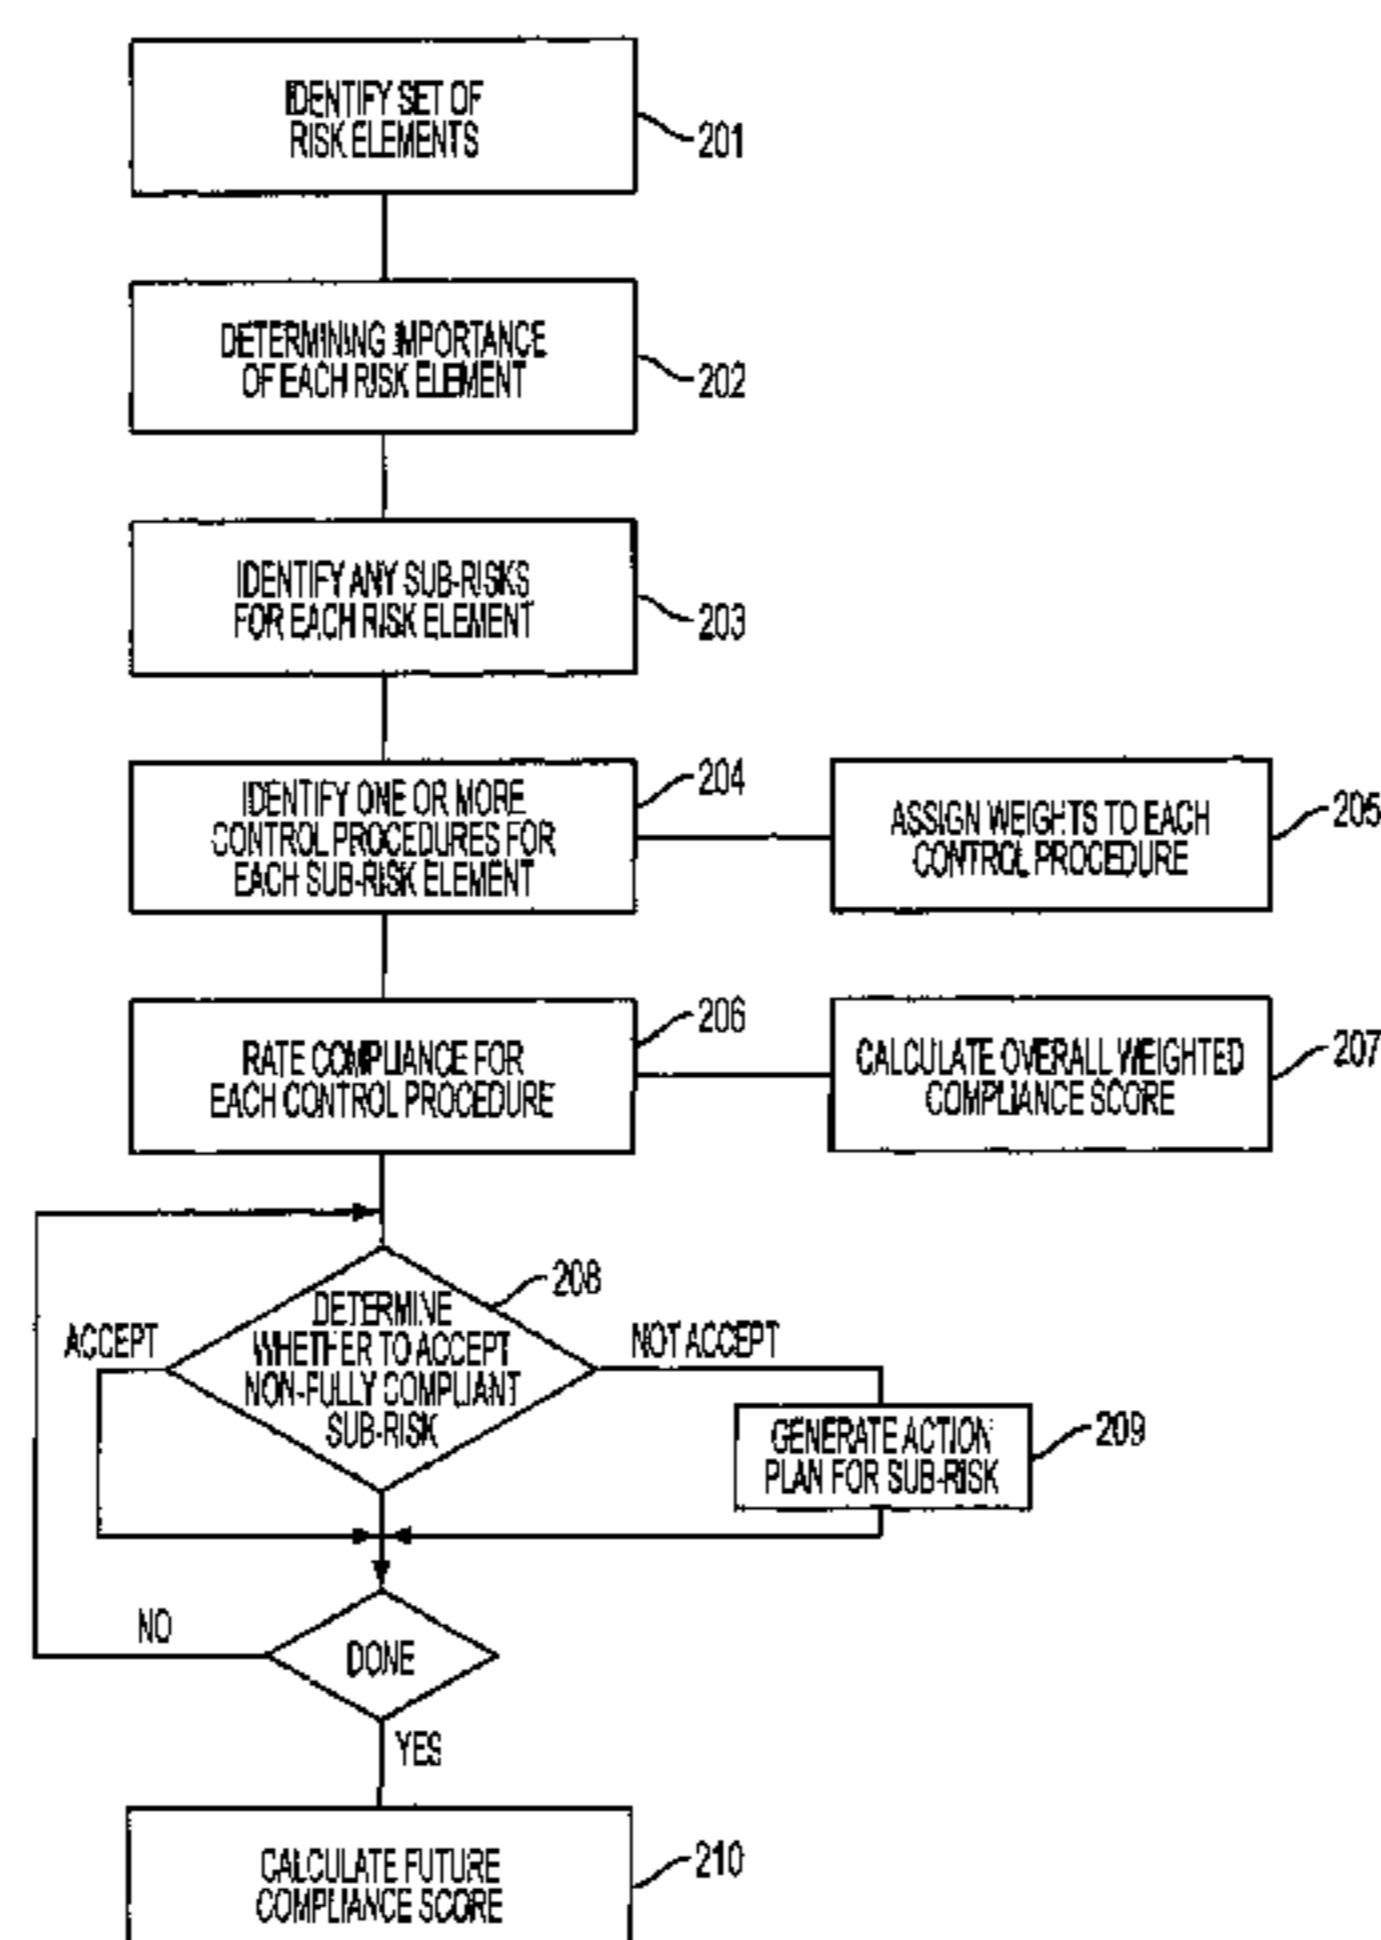 IDENTIFY SET OF
RISK ELEMENTS
201
DETERMINING IMPORTANCE
OF EACH RISK ELEMENT
202
IDENTIFY ANY SUB-RISKS
FOR EACH RISK ELEMENT
203
IDENTIFY ONE OR MORE
CONTROL PROCEDURES FOR
EACH SUB-RISK ELEMENT
204
ASSIGN WEIGHTS TO EACH
CONTROL PROCEDURE
205
RATE COMPLIANCE FOR
EACH CONTROL PROCEDURE
206
CALCULATE OVERALL WEIGHTED
COMPLIANCE SCORE
207
DETERMINE
WHETHER TO ACCEPT
NON-FULLY COMPLIANT
SUB-RISK
208
ACCEPT
NOT ACCEPT
GENERATE ACTION
PLAN FOR SUB-RISK
209
NO
DONE
YES
CALCULATE FUTURE
COMPLIANCE SCORE
210